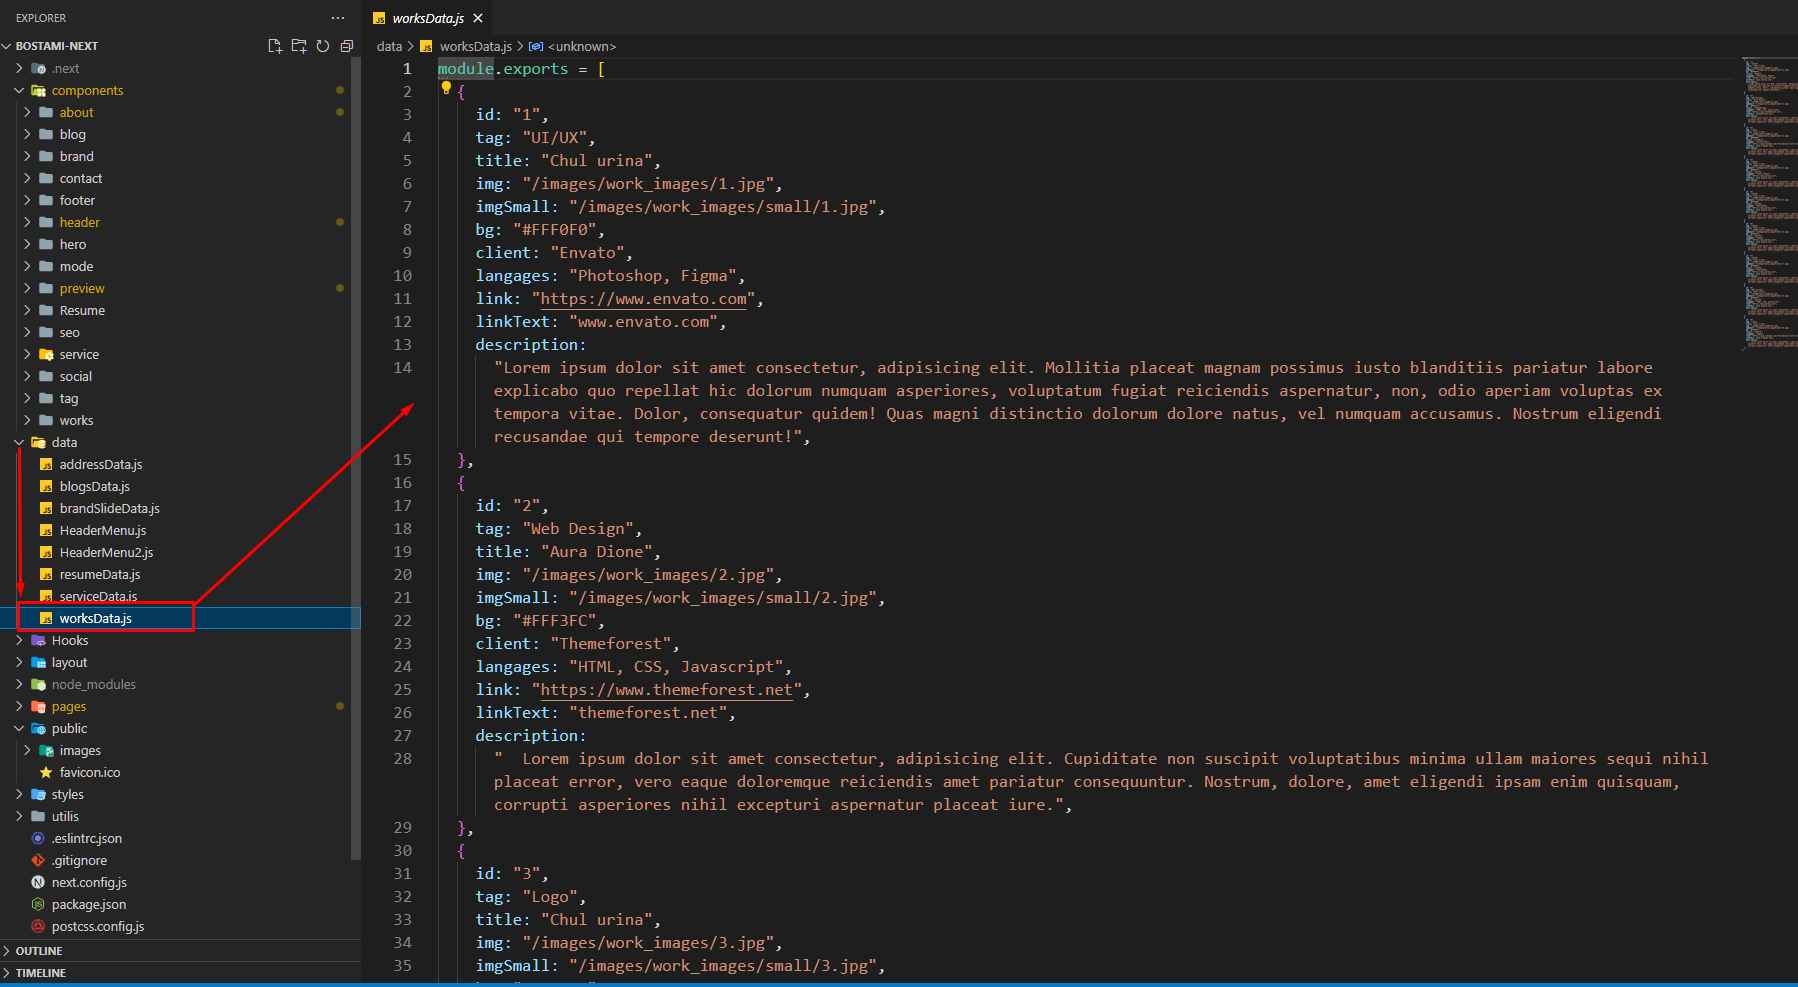 EXPLORER
BOSTAMI-NEXT
.next
components
about
blog
brand
contact
footer
header
hero
mode
preview
Resume
seo
service
social
tag
works
data
addressData.js
blogsData.js
brandSlideData.js
HeaderMenu.js
HeaderMenu2.js
resumeData.js
serviceData.js
worksData.js
Hooks
layout
node_modules
pages
public
images
favicon.ico
styles
utilis
.eslintrc.json
.gitignore
next.config.js
package.json
postcss.config.js
OUTLINE
TIMELINE
worksData.js
data > worksData.js > <unknown>
1 module.exports = [
2 {
3 id: "1",
4 tag: "UI/UX",
5 title: "Chul urina",
6 img: "/images/work_images/1.jpg",
7 imgSmall: "/images/work_images/small/1.jpg",
8 bg: "#FFF0F0",
9 client: "Envato",
10 langages: "Photoshop, Figma",
11 link: "https://www.envato.com",
12 linkText: "www.envato.com",
13 description:
14 "Lorem ipsum dolor sit amet consectetur, adipisicing elit. Mollitia placeat magnam possimus iusto blanditiis pariatur labore
explicabo quo repellat hic dolorum numquam asperiores, voluptatum fugiat reiciendis aspernatur, non, odio aperiam voluptas ex
tempora vitae. Dolor, consequatur quidem! Quas magni distinctio dolorum dolore natus, vel numquam accusamus. Nostrum eligendi
recusandae qui tempore deserunt!",
15 },
16 {
17 id: "2",
18 tag: "Web Design",
19 title: "Aura Dione",
20 img: "/images/work_images/2.jpg",
21 imgSmall: "/images/work_images/small/2.jpg",
22 bg: "#FFF3FC",
23 client: "Themeforest",
24 langages: "HTML, CSS, Javascript",
25 link: "https://www.themeforest.net",
26 linkText: "themeforest.net",
27 description:
28 "  Lorem ipsum dolor sit amet consectetur, adipisicing elit. Cupiditate non suscipit voluptatibus minima ullam maiores sequi nihil
placeat error, vero eaque doloremque reiciendis amet pariatur consequuntur. Nostrum, dolore, amet eligendi ipsam enim quisquam,
corrupti asperiores nihil excepturi aspernatur placeat iure.",
29 },
30 {
31 id: "3",
32 tag: "Logo",
33 title: "Chul urina",
34 img: "/images/work_images/3.jpg",
35 imgSmall: "/images/work_images/small/3.jpg",